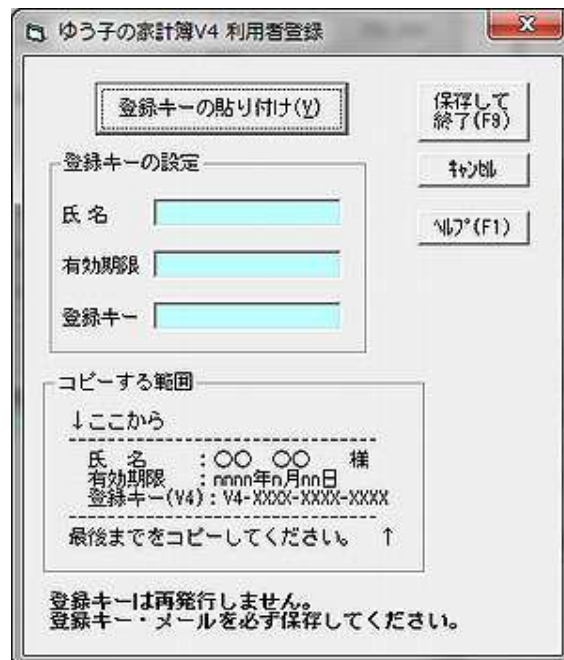 ゆう子の家計簿V4 利用者登録
登録キーの貼り付け(V)
保存して
終了(F9)
登録キーの設定
ｷｬﾝｾﾙ
氏 名
ﾍﾙﾌﾟ(F1)
有効期限
登録キー
コピーする範囲
↓ここから
----------------------------------------
氏 名 :○○ ○○ 様
有効期限 :nnnn年n月nn日
登録キー(V4):V4-XXXX-XXXX-XXXX
----------------------------------------
最後までをコピーしてください。 ↑
登録キーは再発行しません。
登録キー・メールを必ず保存してください。